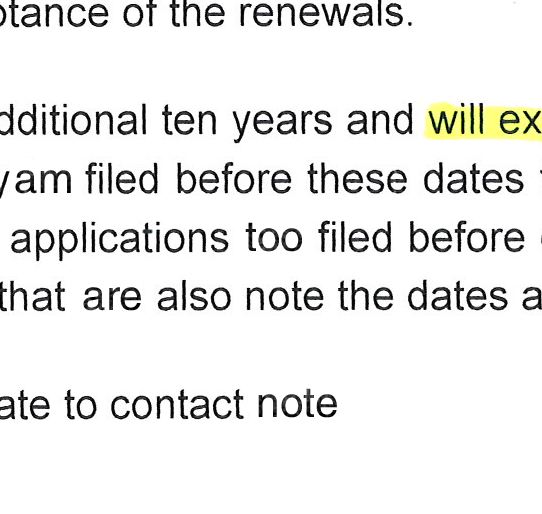 ptance of the renewals.
dditional ten years and will ex
yam filed before these dates
applications too filed before
that are also note the dates a
ate to contact note